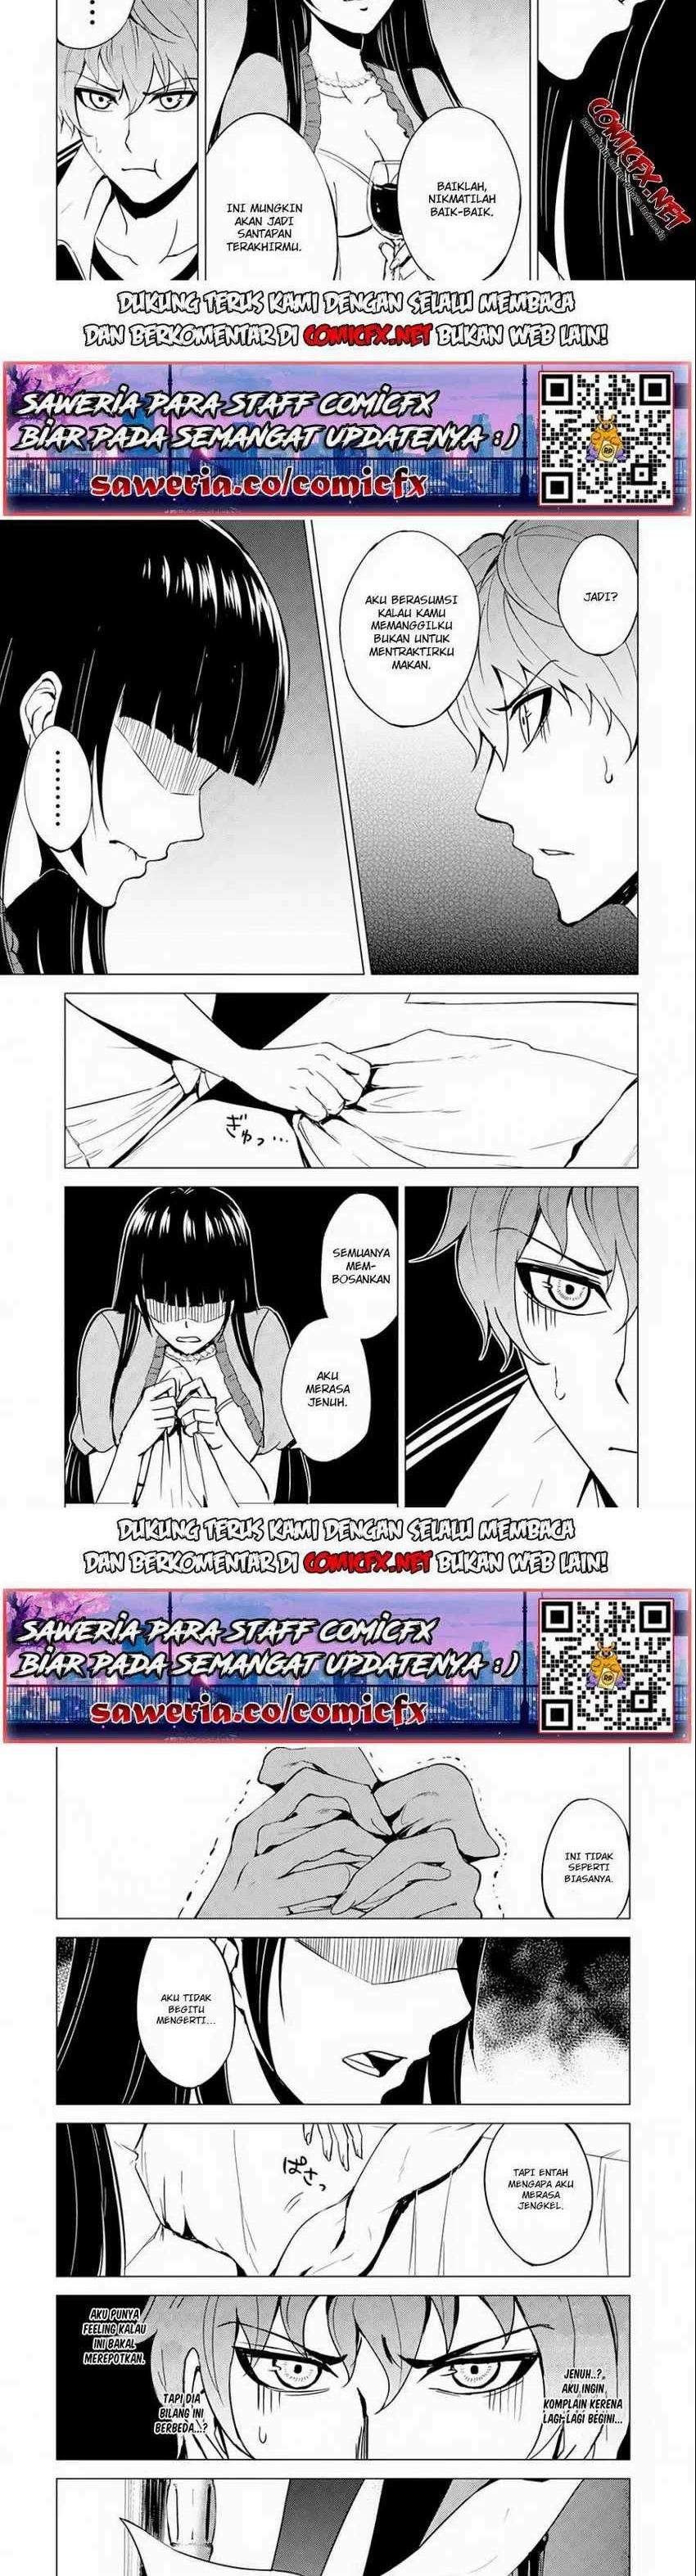 BAIKLAH,
NIKMATILAH
BAIK-BAIK.
INI MUNGKIN
AKAN JADI
SANTAPAN
TERAKHIRMU.
COMICFX.NET
DUKUNG TERUS KAMI DENGAN SELALU MEMBACA
DAN BERKOMENTAR DI COMICFX.NET BUKAN WEB LAIN!
SAWERIA PARA STAFF COMICFX
BIAR PADA SEMANGAT UPDATENYA :)
saweria.co/comicfx
JADI?
AKU BERASUMSI
KALAU KAMU
MEMANGGILKU
BUKAN UNTUK
MENTRAKTIRKU
MAKAN.
ぎゅっ…
SEMUANYA
MEM-
BOSANKAN
AKU
MERASA
JENUH.
DUKUNG TERUS KAMI DENGAN SELALU MEMBACA
DAN BERKOMENTAR DI COMICFX.NET BUKAN WEB LAIN!
SAWERIA PARA STAFF COMICFX
BIAR PADA SEMANGAT UPDATENYA :)
saweria.co/comicfx
INI TIDAK
SEPERTI
BIASANYA.
AKU TIDAK
BEGITU
MENGERTI...
TAPI ENTAH
MENGAPA AKU
MERASA
JENGKEL.
ぱさっ
JENUH..?
AKU INGIN
KOMPLAIN KERENA
LAGI-LAGI BEGINI...
AKU PUNYA
FEELING KALAU
INI BAKAL
MEREPOTKAN.
TAPI DIA
BILANG INI
BERBEDA...?